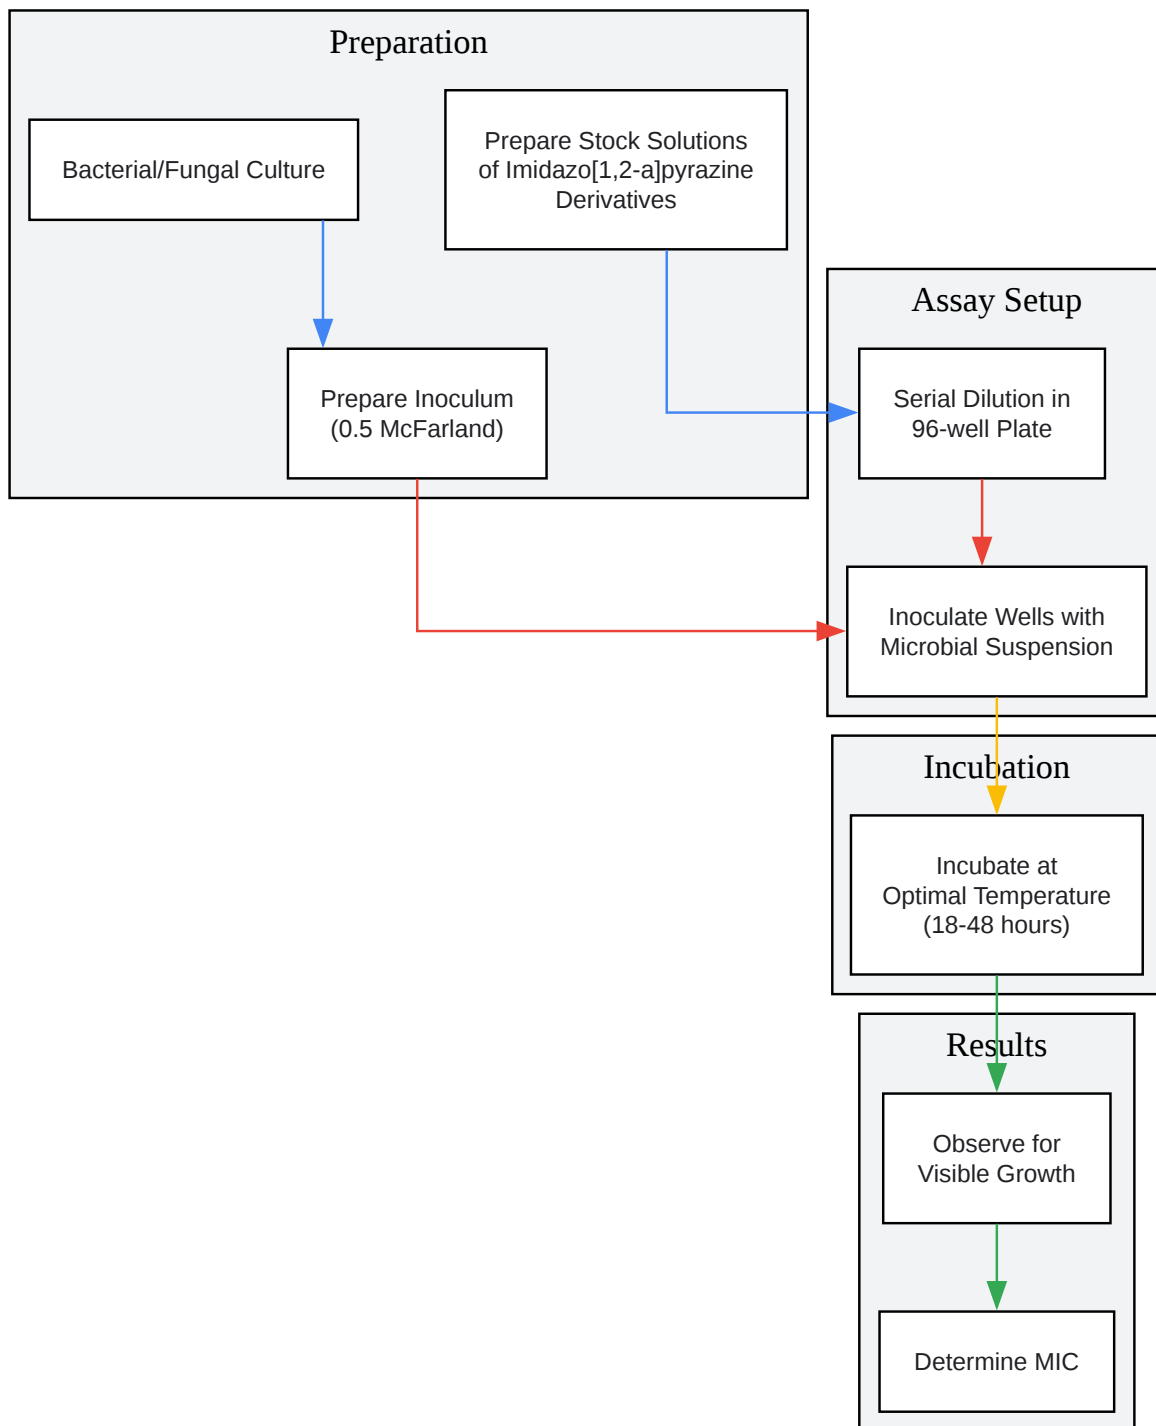 Preparation
Bacterial/Fungal Culture
Prepare Stock Solutions
of Imidazo[1,2-a]pyrazine
Derivatives
Prepare Inoculum
(0.5 McFarland)
Assay Setup
Serial Dilution in
96-well Plate
Inoculate Wells with
Microbial Suspension
Incubation
Incubate at
Optimal Temperature
(18-48 hours)
Results
Observe for
Visible Growth
Determine MIC